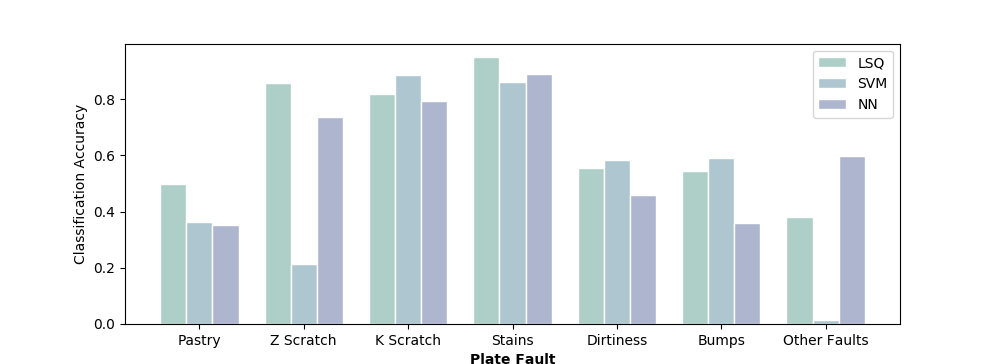 LSQ
SVM
NN
Classification Accuracy
0.8
0.6
0.4
0.2
0.0
Pastry Z Scratch K Scratch Stains Dirtiness Bumps Other Faults
Plate Fault